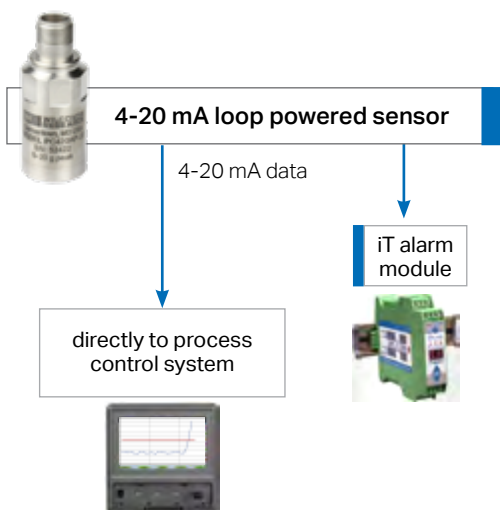 4-20 mA loop powered sensor
4-20 mA data
iT alarm
module
directly to process
control system